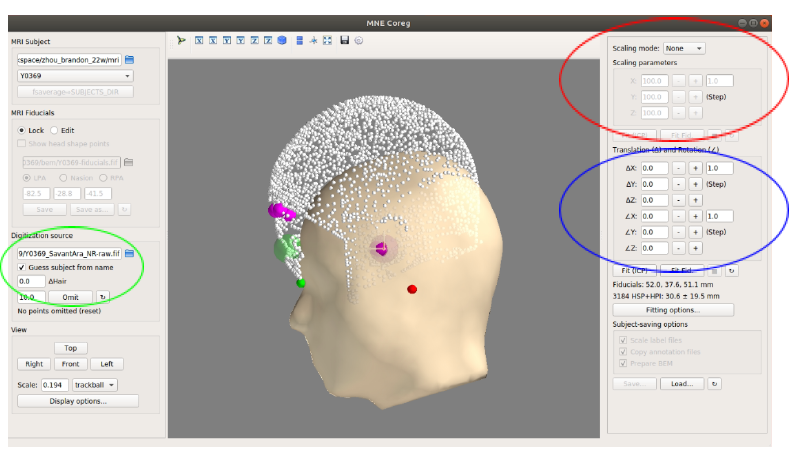 MNE Coreg
MRI Subject
kspace/zhou_brandon_22w/mri
Y0369
fsaverage⇨SUBJECTS_DIR
MRI Fiducials
Lock Edit
Show head shape points
?369/bem/Y0369-fiducials.fif
LPA Nasion RPA
-82.5 -28.8 -41.5
Save Save as... ↻
Digitization source
9/Y0369_SavantAra_NR-raw.fif
✓ Guess subject from name
0.0 ΔHair
10.0 Omit ↻
No points omitted (reset)
View
Top
Right Front Left
Scale: 0.194 trackball
Display options...
X X Y Y Z Z
Scaling mode: None
Scaling parameters
X: 100.0 - + 1.0
Y: 100.0 - + (Step)
Z: 100.0 - +
Fit Fid.
Translation (Δ) and Rotation (∠)
ΔX: 0.0 - + 1.0
ΔY: 0.0 - + (Step)
ΔZ: 0.0 - +
∠X: 0.0 - + 1.0
∠Y: 0.0 - + (Step)
∠Z: 0.0 - +
Fit (ICP) Fit Fid. ↻
Fiducials: 52.0, 37.6, 51.1 mm
3184 HSP+HPI: 30.6 ± 19.5 mm
Fitting options...
Subject-saving options
✓ Scale label files
✓ Copy annotation files
✓ Prepare BEM
Save... Load... ↻